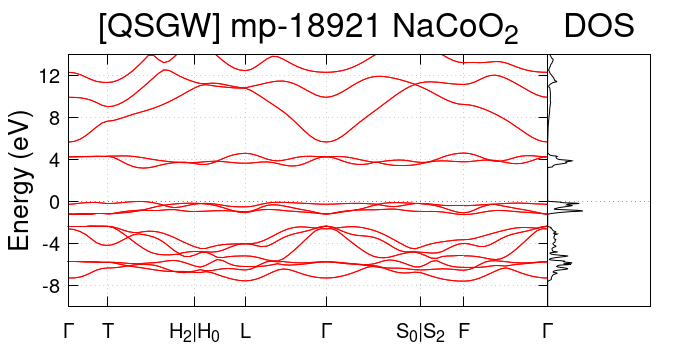 [QSGW] mp-18921 NaCoO₂ DOS
Energy (eV)
12
8
4
0
-4
-8
Γ T H₂|H₀ L Γ S₀|S₂ F Γ